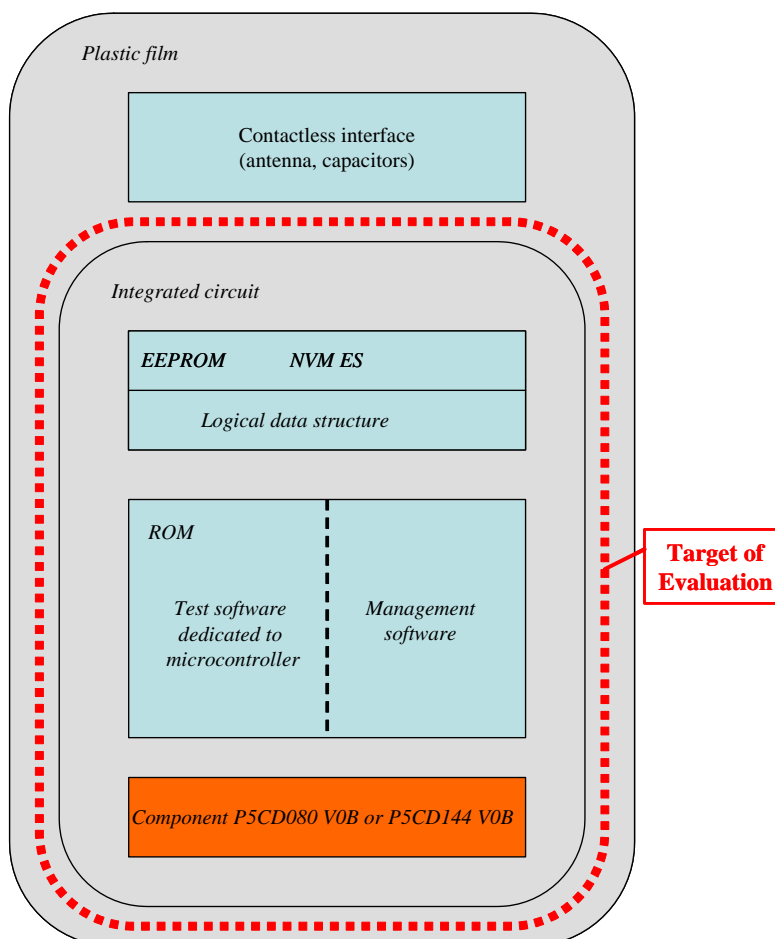 Plastic film
Contactless interface
(antenna, capacitors)
Integrated circuit
EEPROM NVM ES
Logical data structure
ROM
Test software
dedicated to
microcontroller
Management
software
Target of
Evaluation
Component P5CD080 V0B or P5CD144 V0B